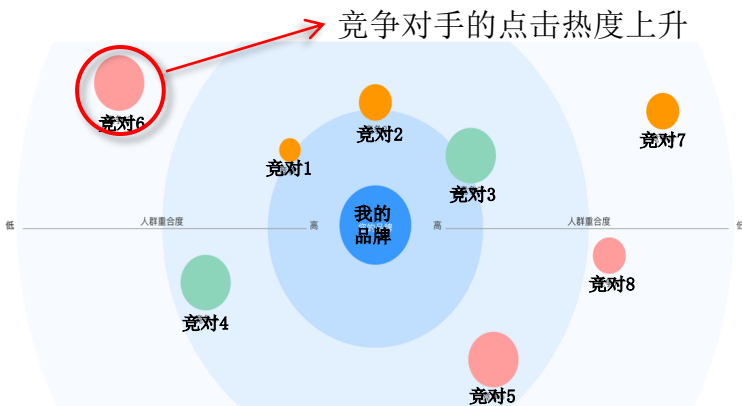 竞争对手的点击热度上升
竞对6
竞对2
竞对7
竞对1
竞对3
我的
品牌
低
人群重合度
高
高
人群重合度
低
竞对8
竞对4
竞对5